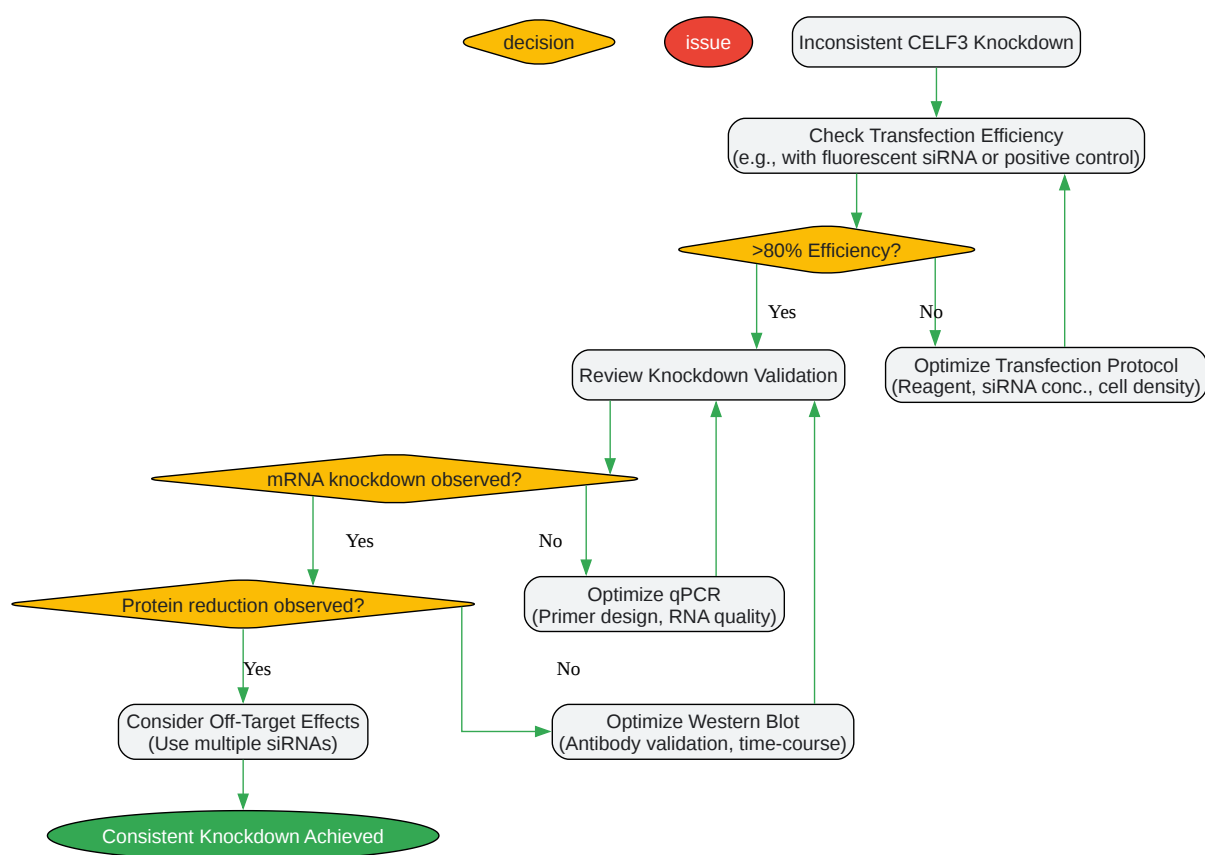 decision
issue
Inconsistent CELF3 Knockdown
Check Transfection Efficiency
(e.g., with fluorescent siRNA or positive control)
>80% Efficiency?
Yes
No
Review Knockdown Validation
Optimize Transfection Protocol
(Reagent, siRNA conc., cell density)
mRNA knockdown observed?
Yes
No
Protein reduction observed?
Optimize qPCR
(Primer design, RNA quality)
Yes
No
Consider Off-Target Effects
(Use multiple siRNAs)
Optimize Western Blot
(Antibody validation, time-course)
Consistent Knockdown Achieved